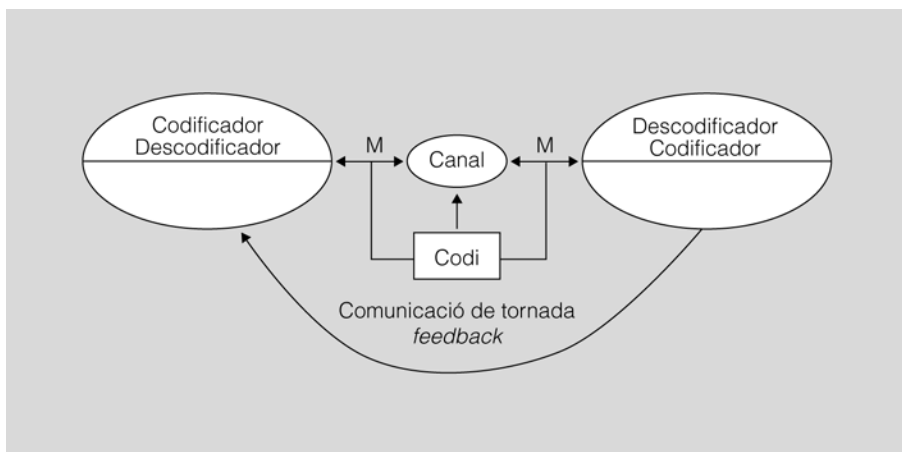 Codificador
Descodificador
M
Canal
M
Descodificador
Codificador
Codi
Comunicació de tornada
feedback